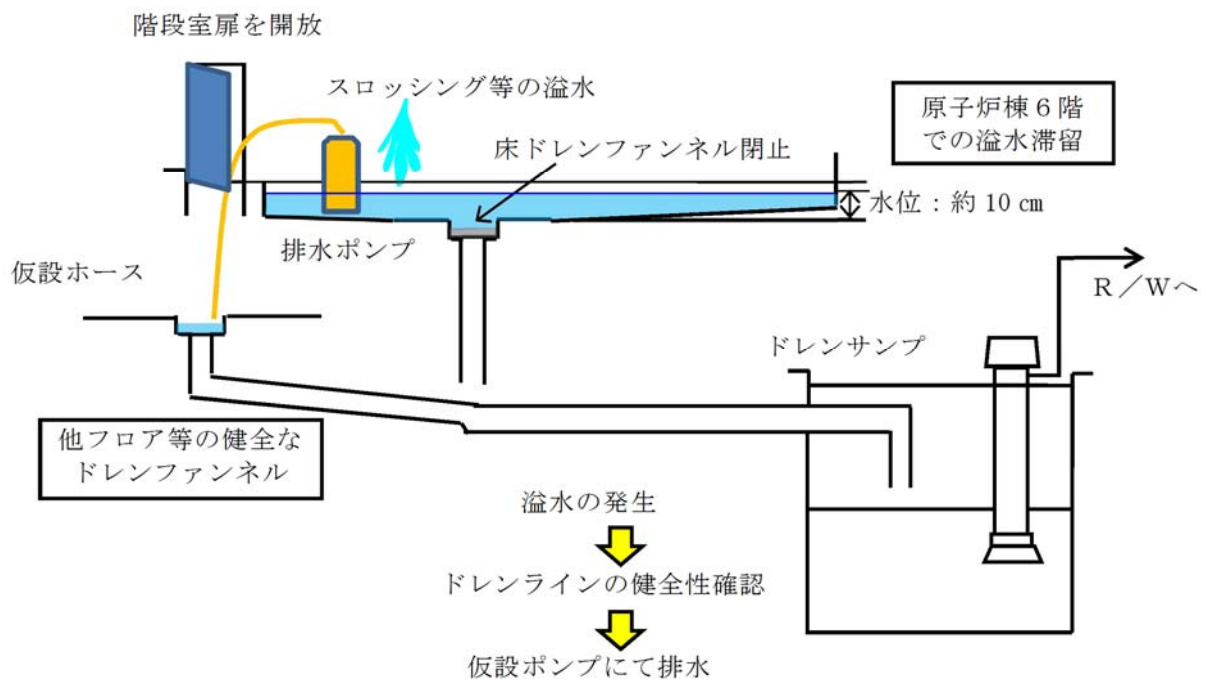 階段室扉を開放
スロッシング等の溢水
原子炉棟６階
での溢水滞留
床ドレンファンネル閉止
水位：約10㎝
排水ポンプ
仮設ホース
Ｒ／Ｗへ
ドレンサンプ
他フロア等の健全な
ドレンファンネル
溢水の発生
ドレンラインの健全性確認
仮設ポンプにて排水